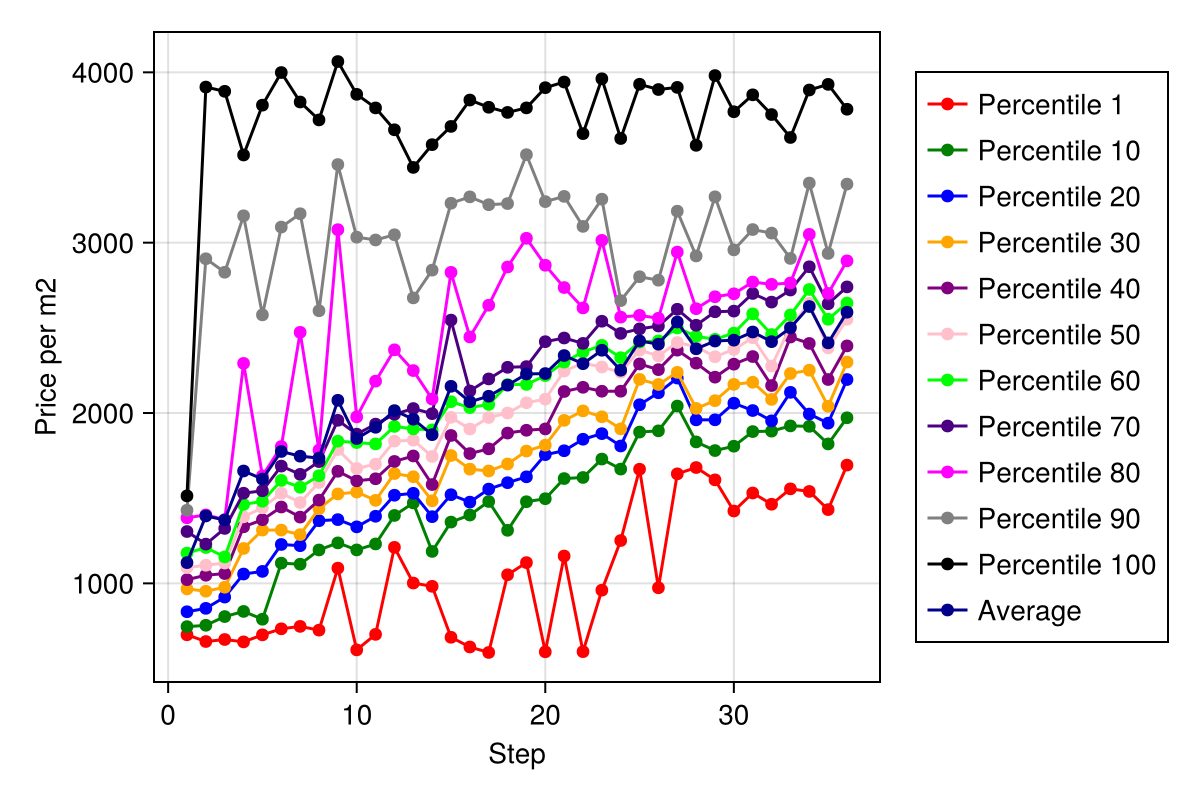 4000
3000
2000
1000
Price per m2
0 10 20 30
Step
Percentile 1
Percentile 10
Percentile 20
Percentile 30
Percentile 40
Percentile 50
Percentile 60
Percentile 70
Percentile 80
Percentile 90
Percentile 100
Average